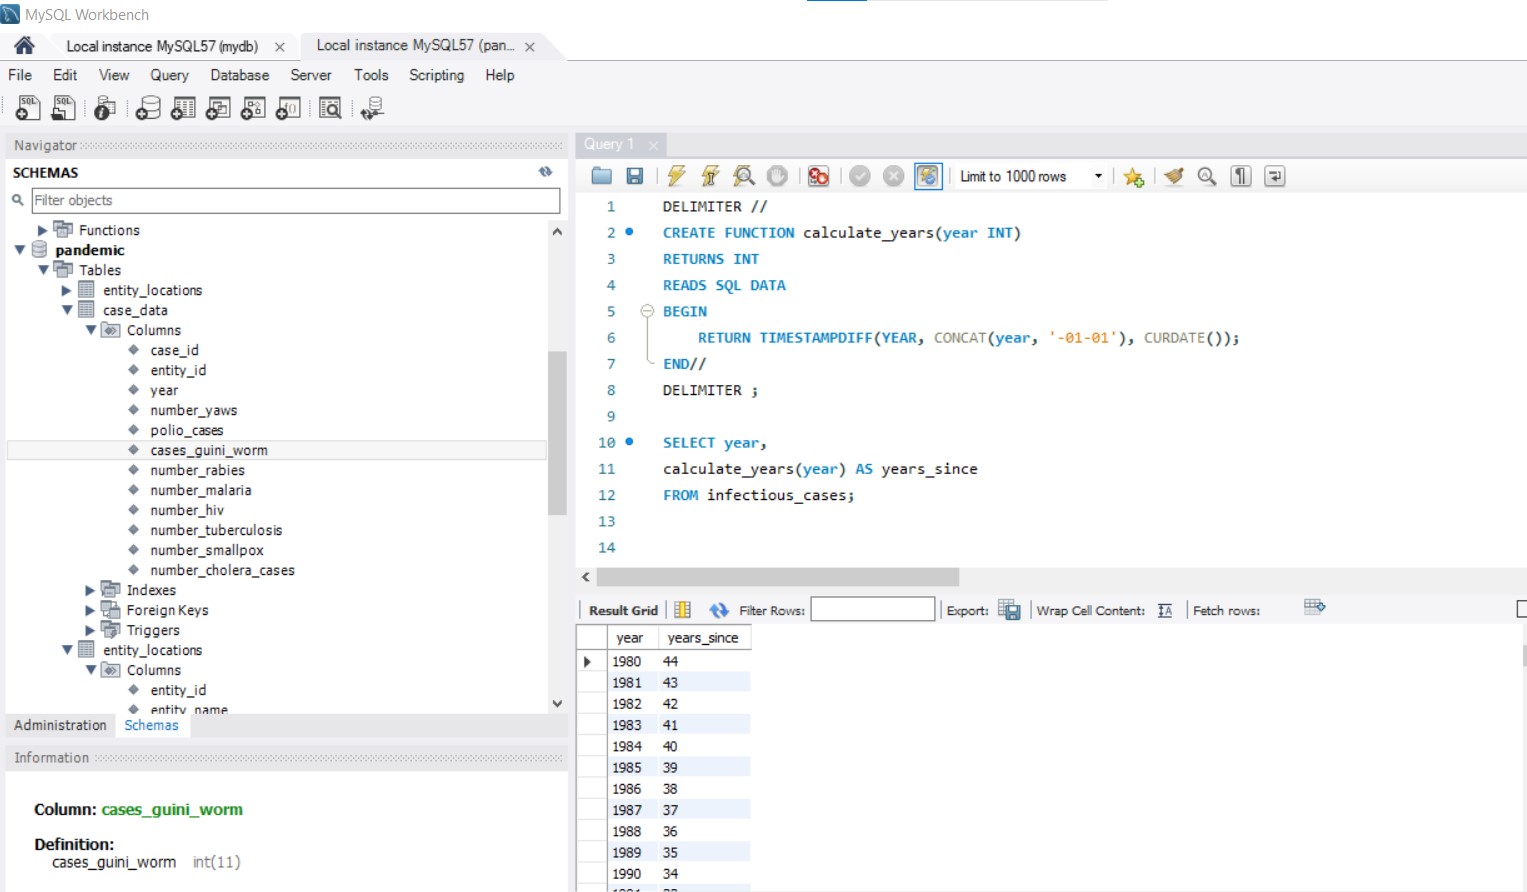 MySQL Workbench
Local instance MySQL57 (mydb)
Local instance MySQL57 (pan...
File Edit View Query Database Server Tools Scripting Help
Navigator
SCHEMAS
Filter objects
Functions
pandemic
Tables
entity_locations
case_data
Columns
case_id
entity_id
year
number_yaws
polio_cases
cases_guini_worm
number_rabies
number_malaria
number_hiv
number_tuberculosis
number_smallpox
number_cholera_cases
Indexes
Foreign Keys
Triggers
entity_locations
Columns
entity_id
entity_name
Administration Schemas
Information
Column: cases_guini_worm
Definition:
cases_guini_worm int(11)
Query 1
Limit to 1000 rows
1 DELIMITER //
2 CREATE FUNCTION calculate_years(year INT)
3 RETURNS INT
4 READS SQL DATA
5 BEGIN
6 RETURN TIMESTAMPDIFF(YEAR, CONCAT(year, '-01-01'), CURDATE());
7 END//
8 DELIMITER ;
9
10 SELECT year,
11 calculate_years(year) AS years_since
12 FROM infectious_cases;
13
14
Result Grid Filter Rows: Export: Wrap Cell Content: Fetch rows:
year years_since
1980 44
1981 43
1982 42
1983 41
1984 40
1985 39
1986 38
1987 37
1988 36
1989 35
1990 34